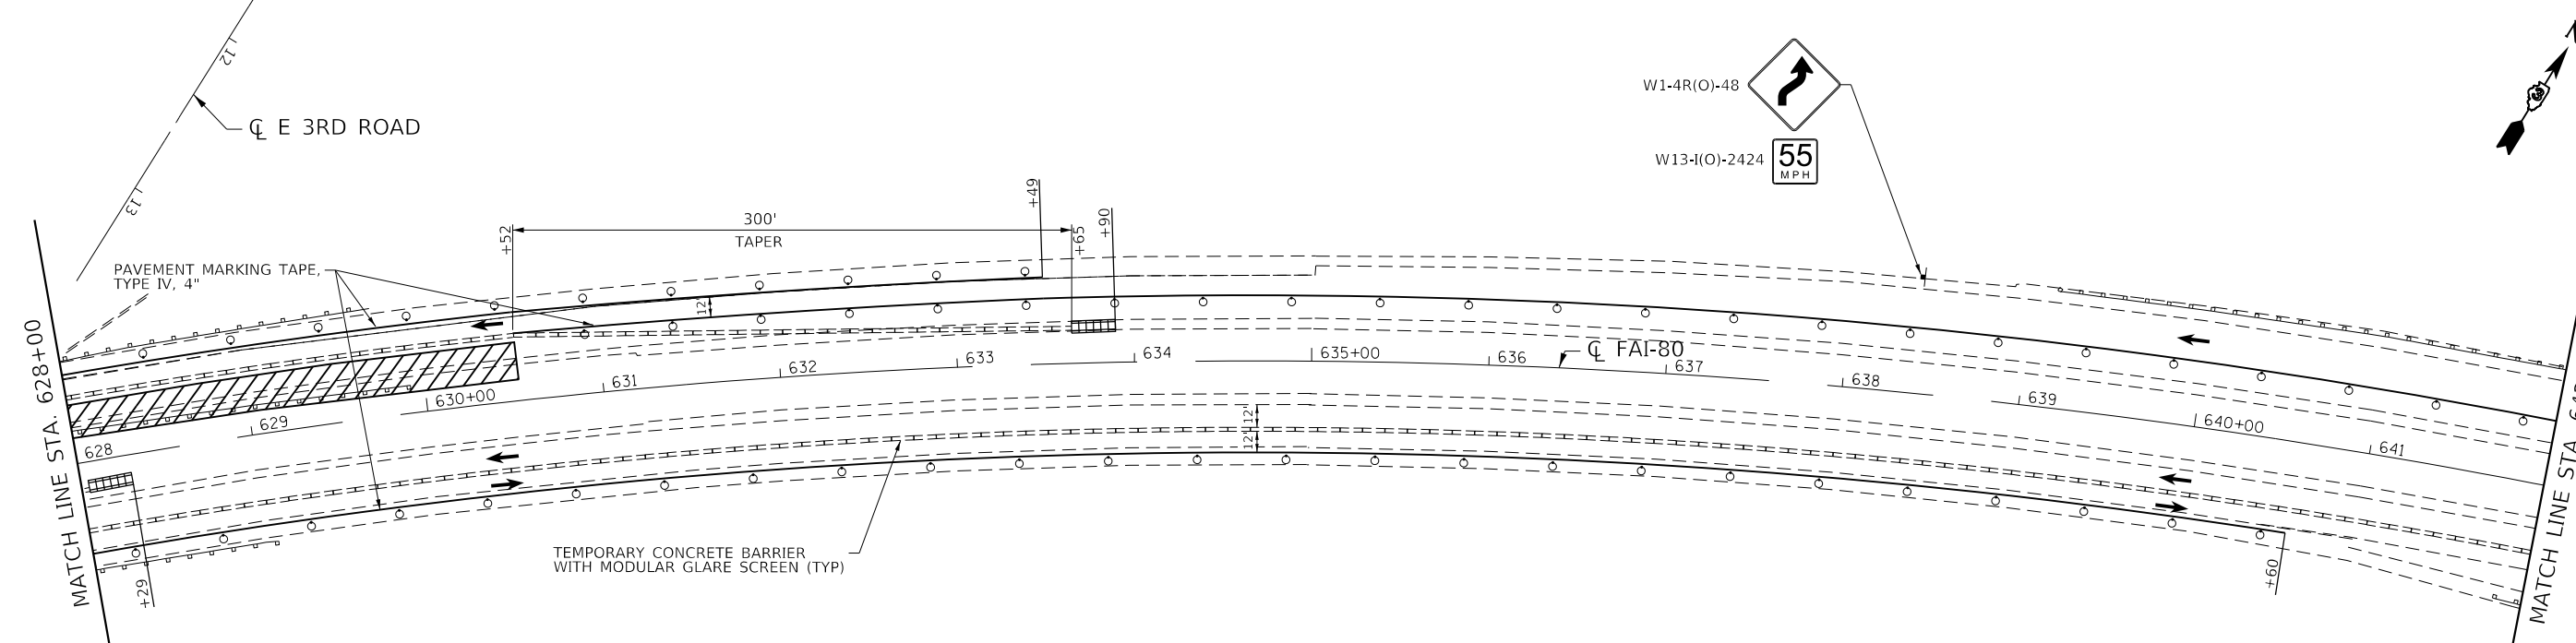 12
13
℄ E 3RD ROAD
PAVEMENT MARKING TAPE,
TYPE IV, 4"
MATCH LINE STA. 628+00
+52
300'
TAPER
+49
+65
+90
12'
W1-4R(O)-48
W13-I(O)-2424
55
MPH
℄ FAI-80
628
629
630+00
631
632
633
634
635+00
636
637
638
639
640+00
641
12'
12'
TEMPORARY CONCRETE BARRIER
WITH MODULAR GLARE SCREEN (TYP)
+29
+60
MATCH LINE STA.